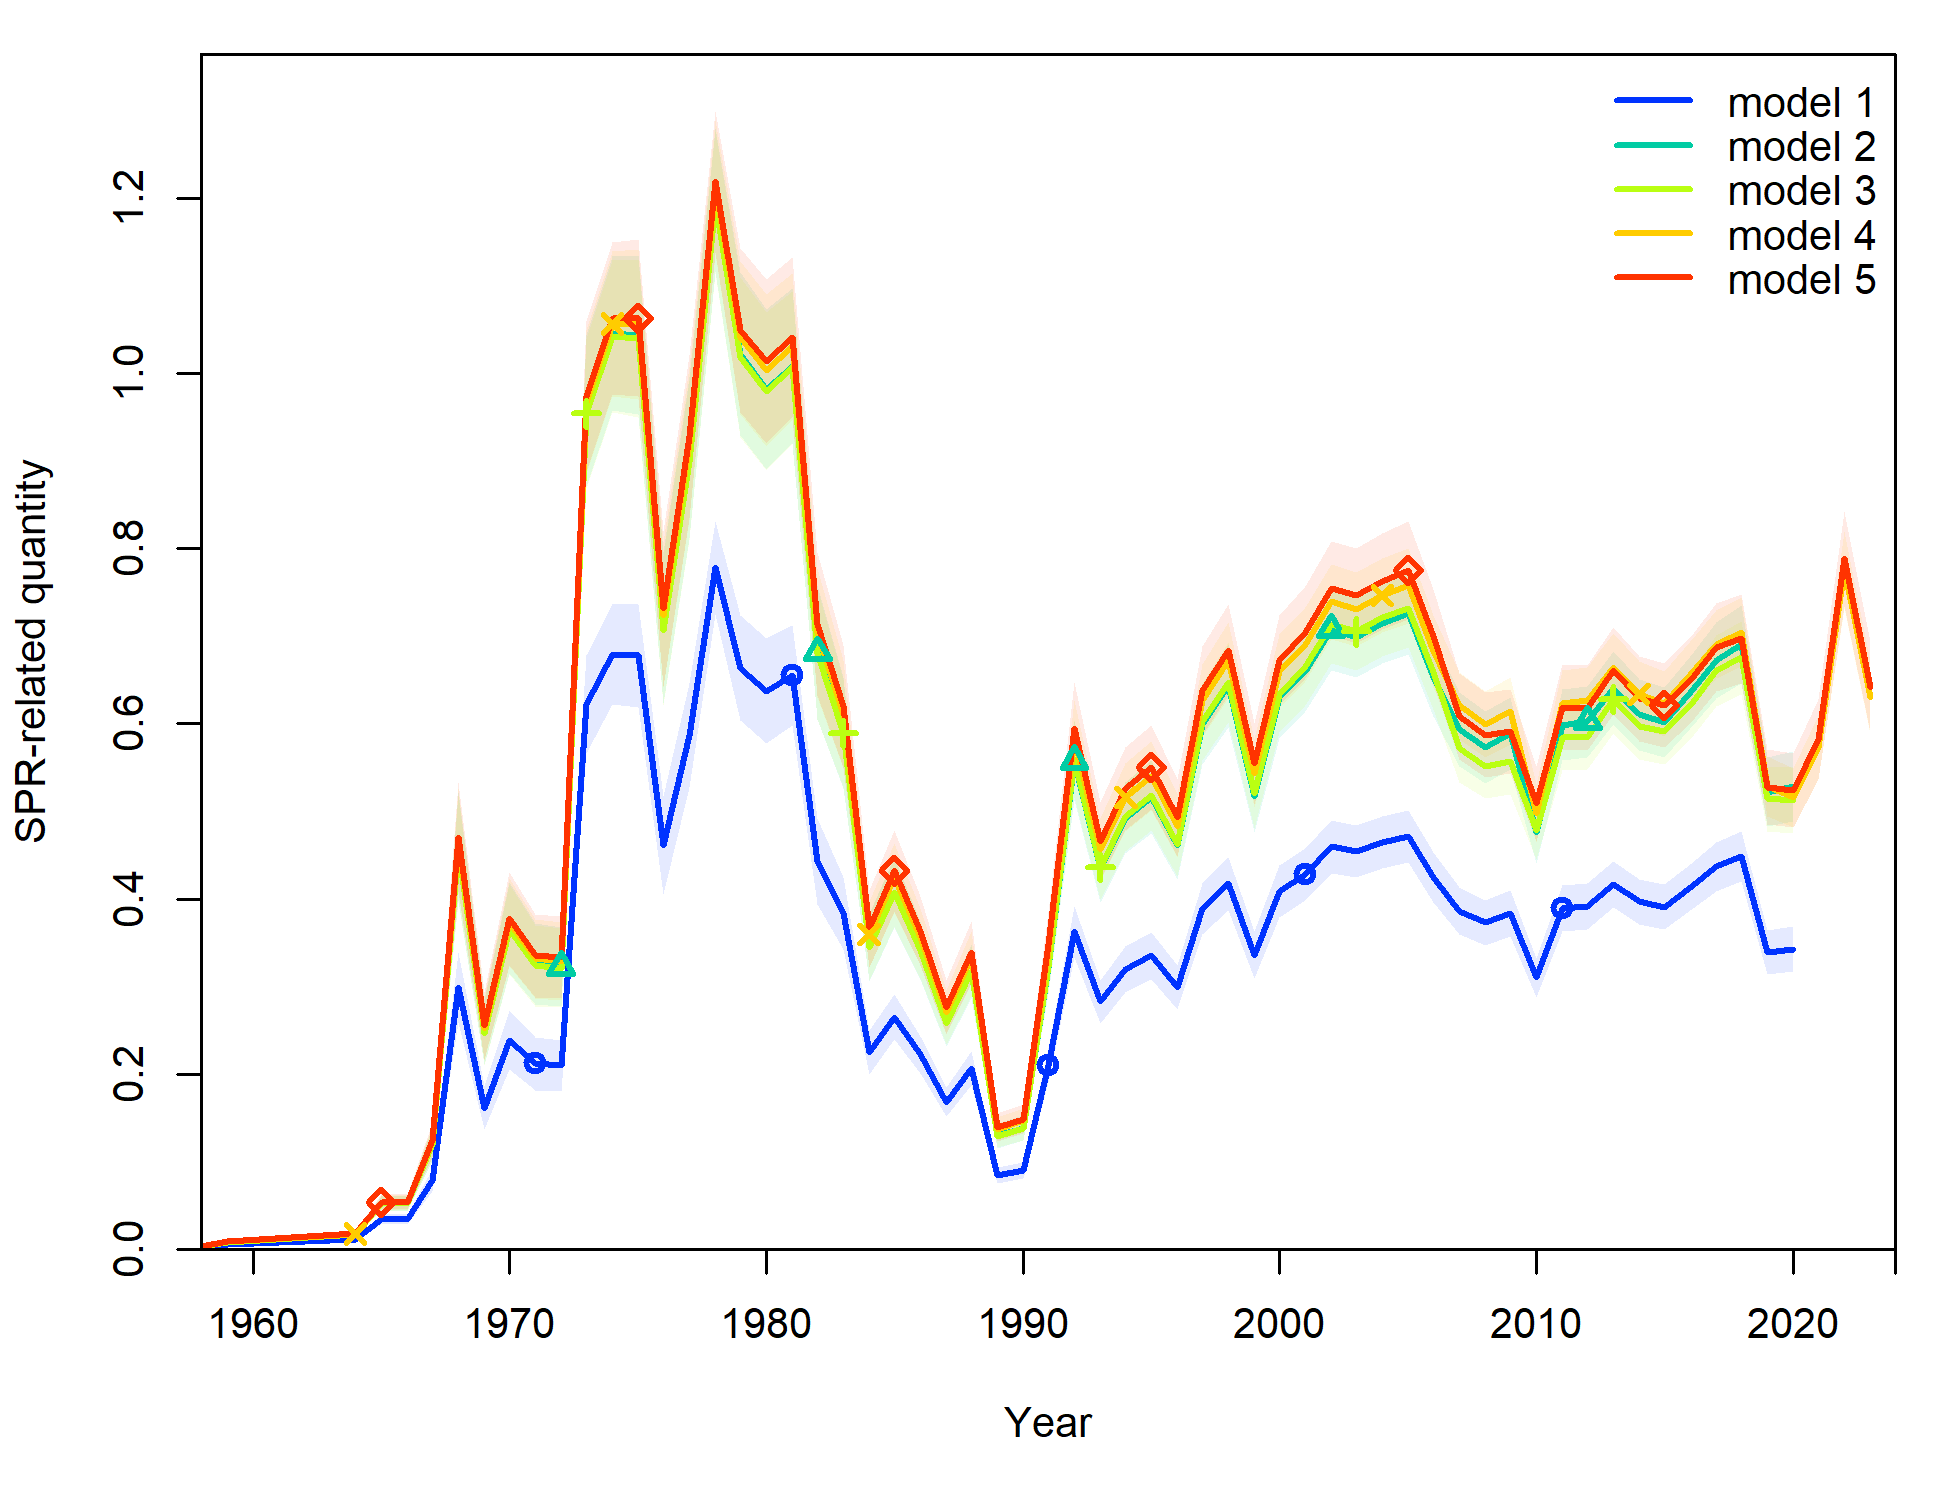 model 1
model 2
model 3
model 4
model 5
SPR-related quantity
1.2
1.0
0.8
0.6
0.4
0.2
0.0
1960 1970 1980 1990 2000 2010 2020
Year